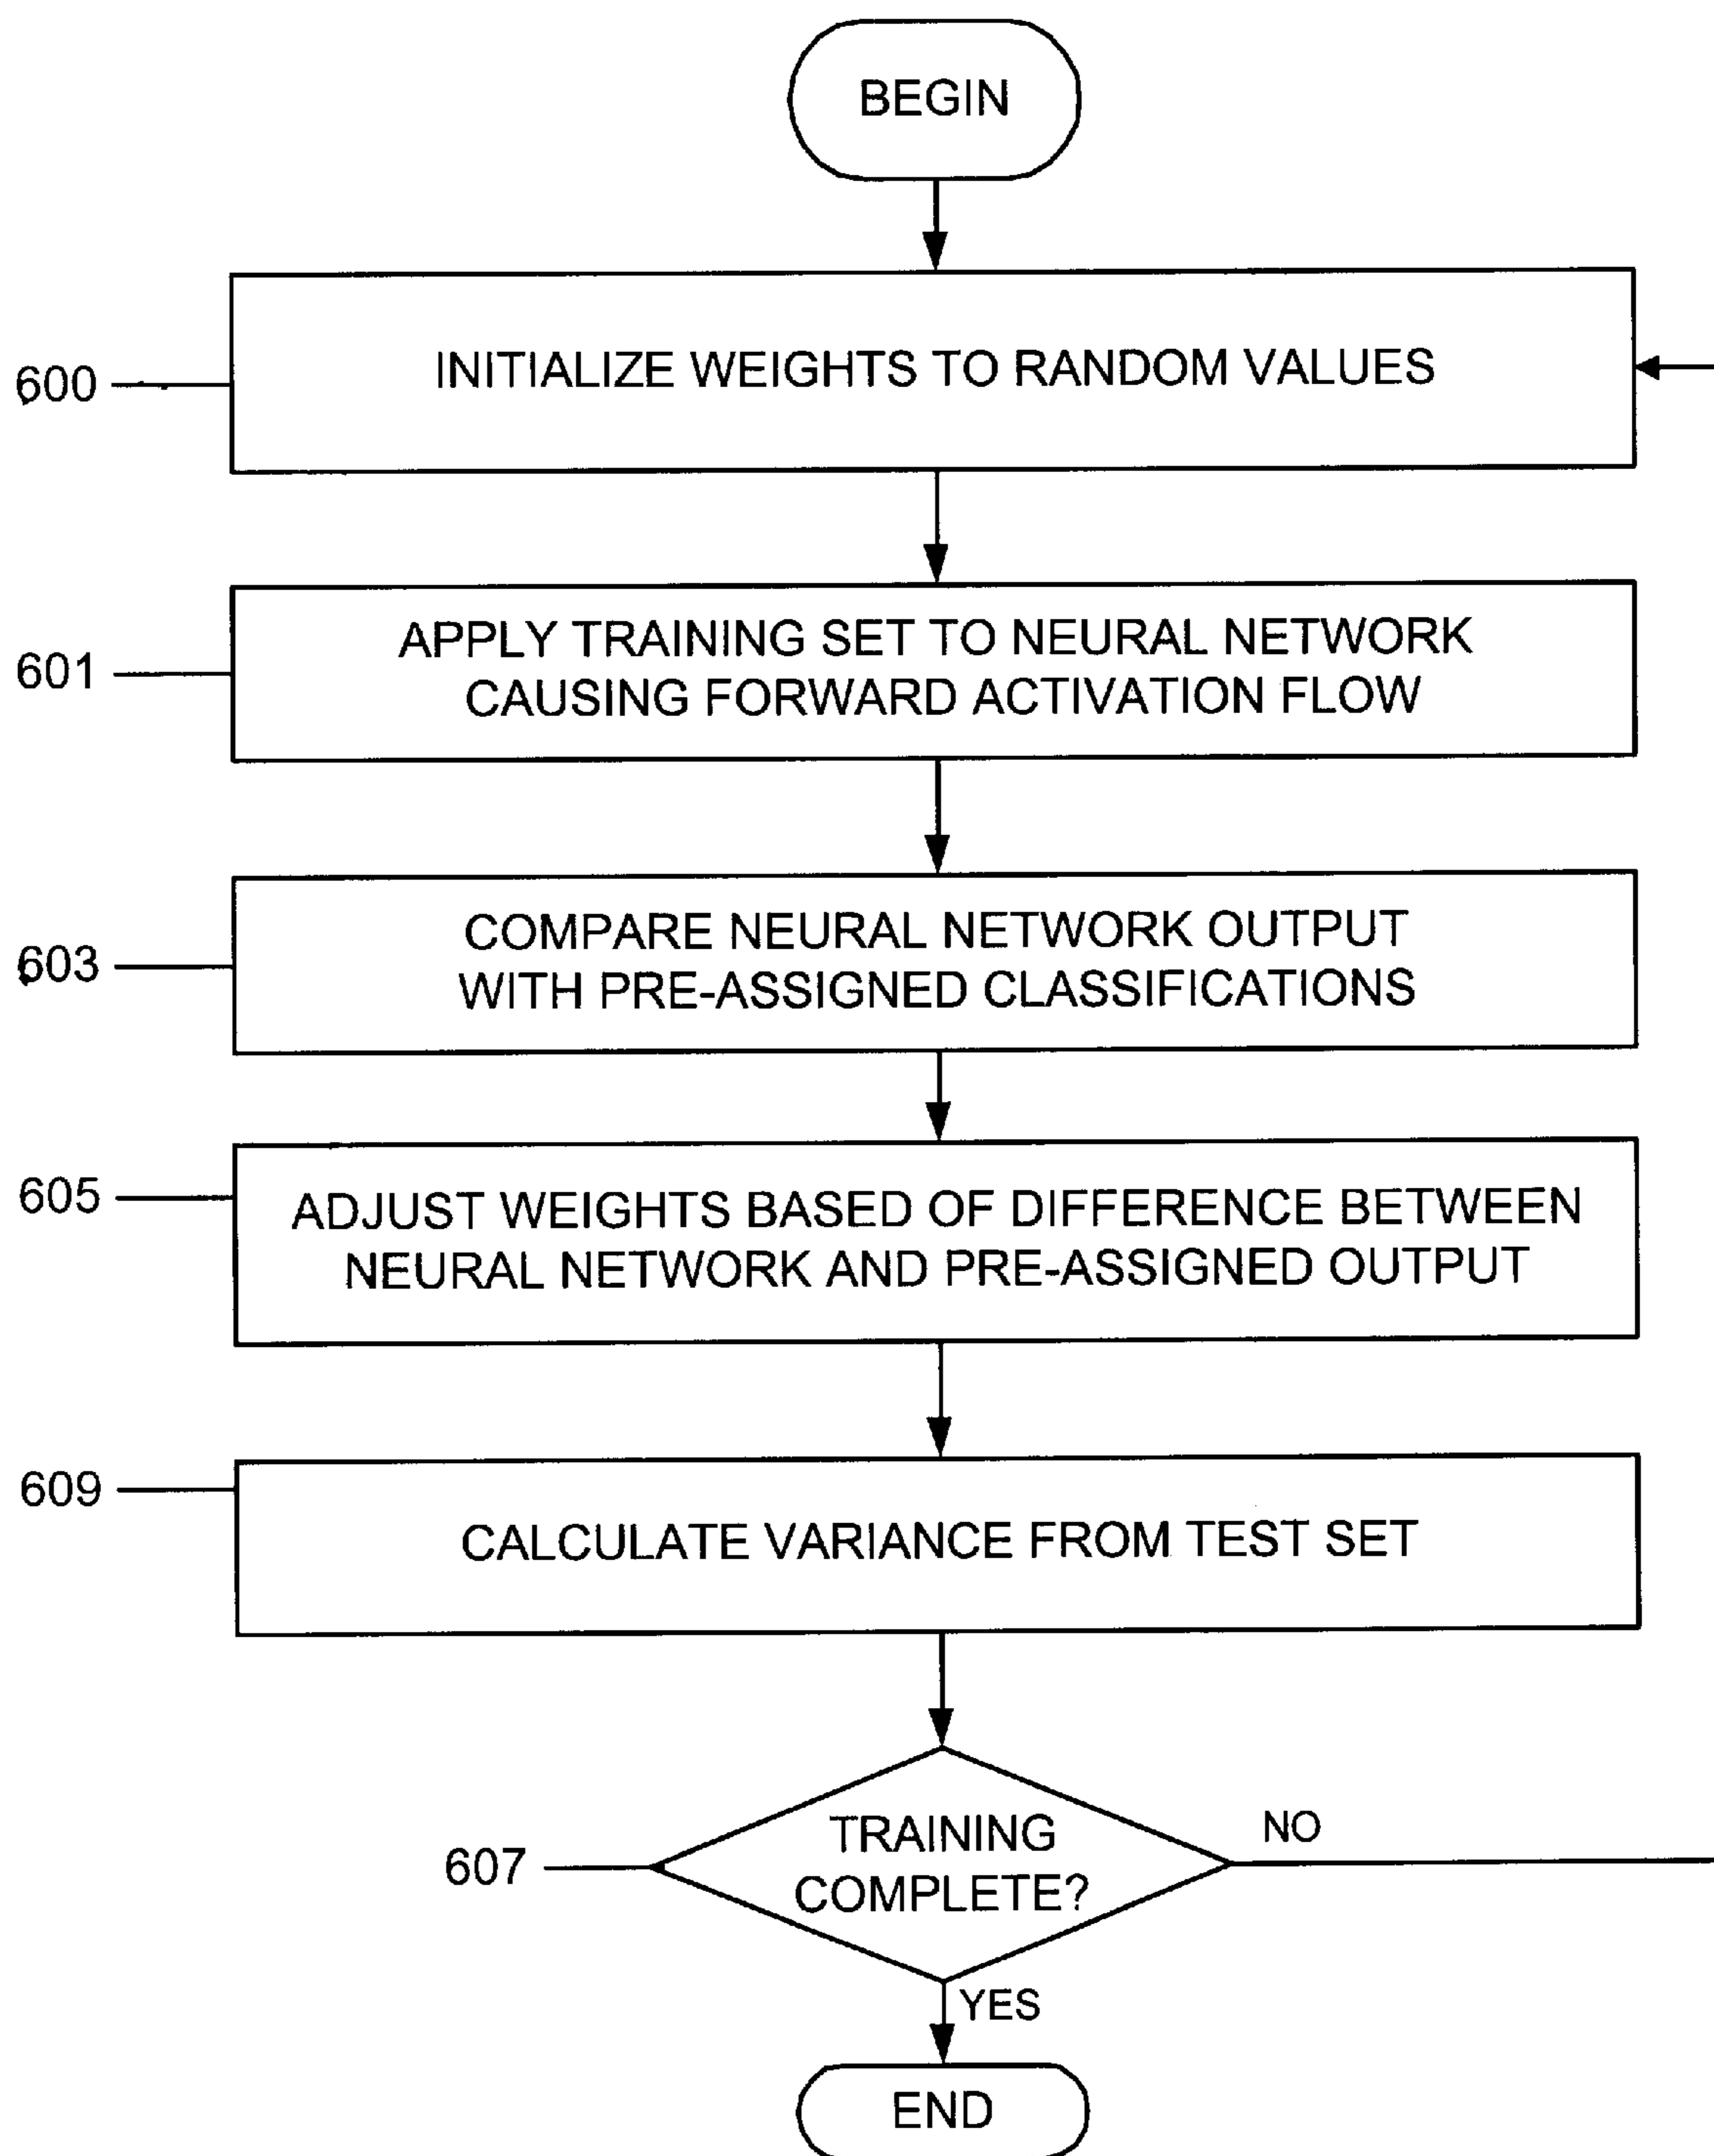 BEGIN
600
INITIALIZE WEIGHTS TO RANDOM VALUES
601
APPLY TRAINING SET TO NEURAL NETWORK
CAUSING FORWARD ACTIVATION FLOW
603
COMPARE NEURAL NETWORK OUTPUT
WITH PRE-ASSIGNED CLASSIFICATIONS
605
ADJUST WEIGHTS BASED OF DIFFERENCE BETWEEN
NEURAL NETWORK AND PRE-ASSIGNED OUTPUT
609
CALCULATE VARIANCE FROM TEST SET
607
TRAINING
COMPLETE?
NO
YES
END